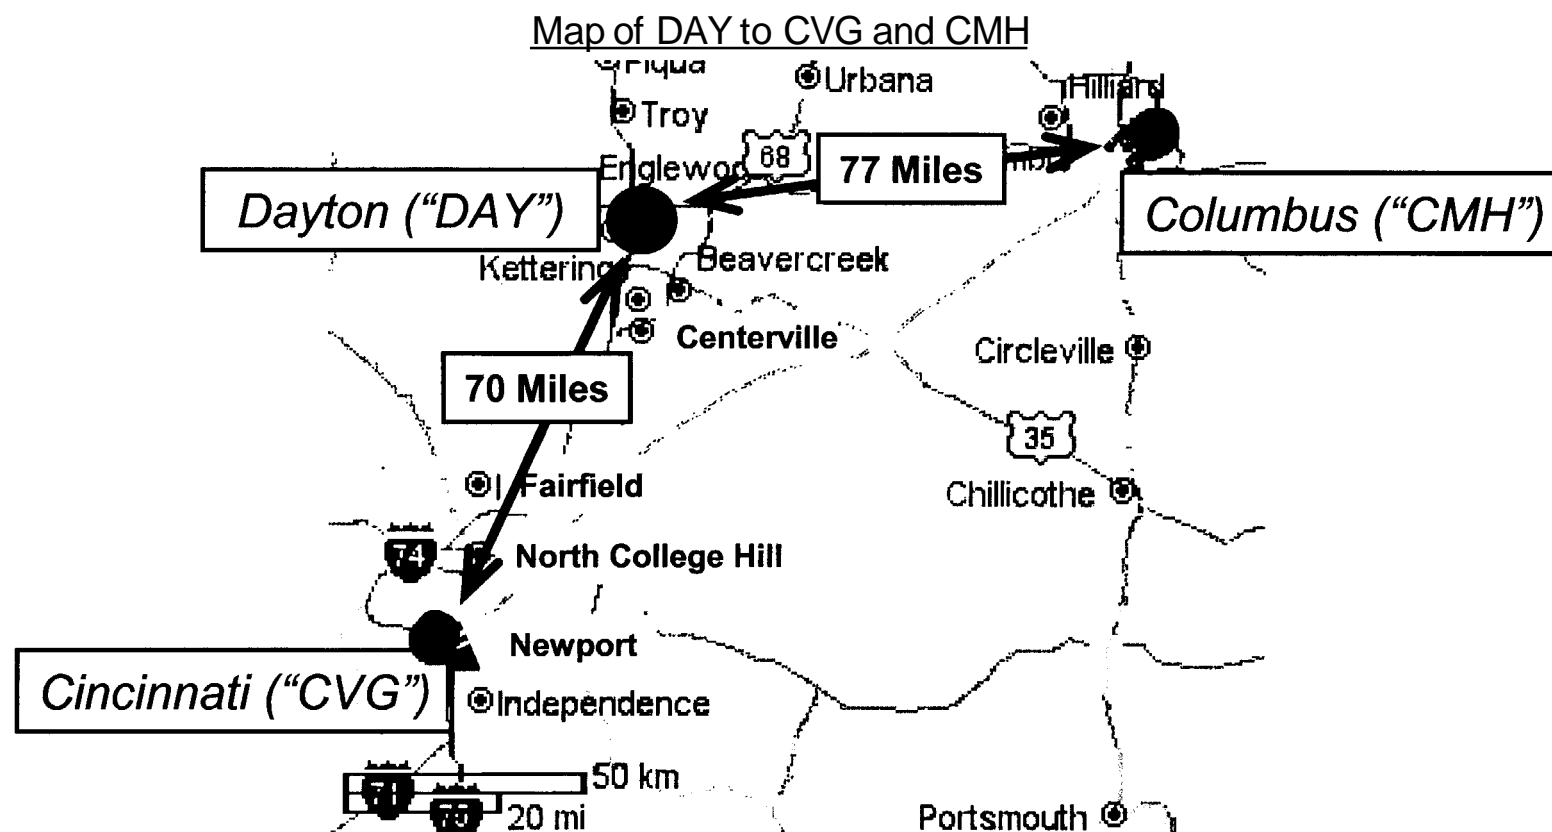 Map of DAY to CVG and CMH
Piqua
Urbana
Hilliard
Troy
68
77 Miles
Dayton (“DAY”)
Columbus (“CMH”)
Kettering
Beavercreek
Centerville
Circleville
70 Miles
35
Fairfield
Chillicothe
74
North College Hill
Newport
Cincinnati (“CVG”)
Independence
50 km
71
20 mi
75
Portsmouth